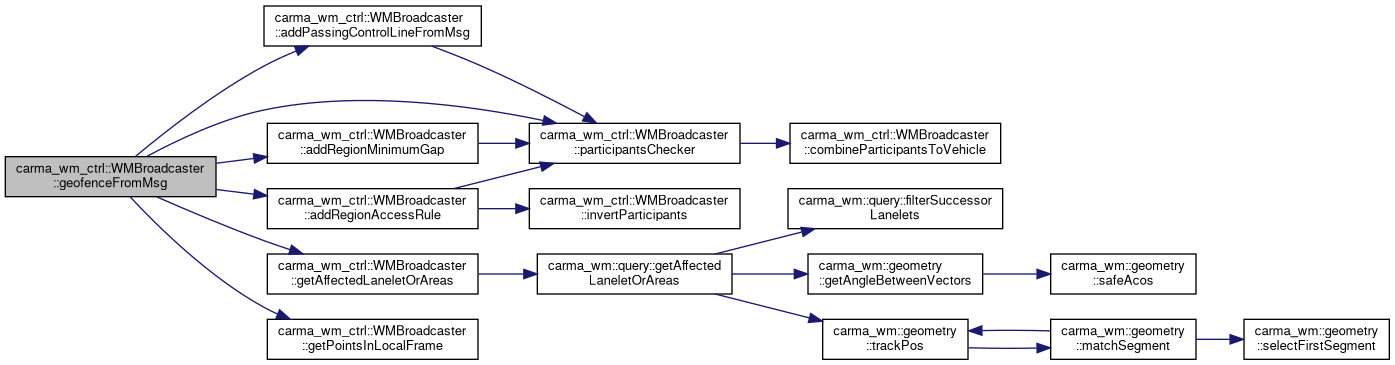 carma_wm_ctrl::WMBroadcaster
::geofenceFromMsg
carma_wm_ctrl::WMBroadcaster
::addPassingControlLineFromMsg
carma_wm_ctrl::WMBroadcaster
::addRegionMinimumGap
carma_wm_ctrl::WMBroadcaster
::addRegionAccessRule
carma_wm_ctrl::WMBroadcaster
::getAffectedLaneletOrAreas
carma_wm_ctrl::WMBroadcaster
::getPointsInLocalFrame
carma_wm_ctrl::WMBroadcaster
::participantsChecker
carma_wm_ctrl::WMBroadcaster
::invertParticipants
carma_wm::query::getAffected
LaneletOrAreas
carma_wm_ctrl::WMBroadcaster
::combineParticipantsToVehicle
carma_wm::query::filterSuccessor
Lanelets
carma_wm::geometry
::getAngleBetweenVectors
carma_wm::geometry
::trackPos
carma_wm::geometry
::safeAcos
carma_wm::geometry
::matchSegment
carma_wm::geometry
::selectFirstSegment